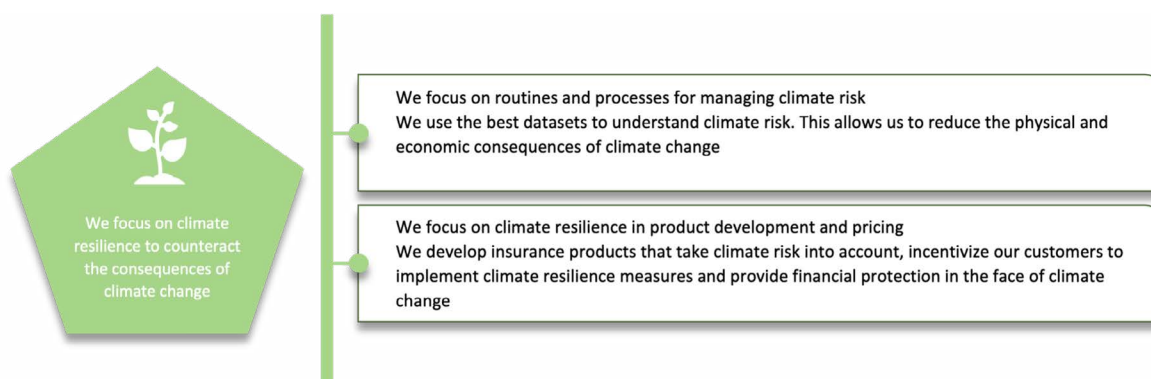 We focus on climate
resilience to counteract
the consequences of
climate change
We focus on routines and processes for managing climate risk
We use the best datasets to understand climate risk. This allows us to reduce the physical and
economic consequences of climate change
We focus on climate resilience in product development and pricing
We develop insurance products that take climate risk into account, incentivize our customers to
implement climate resilience measures and provide financial protection in the face of climate
change